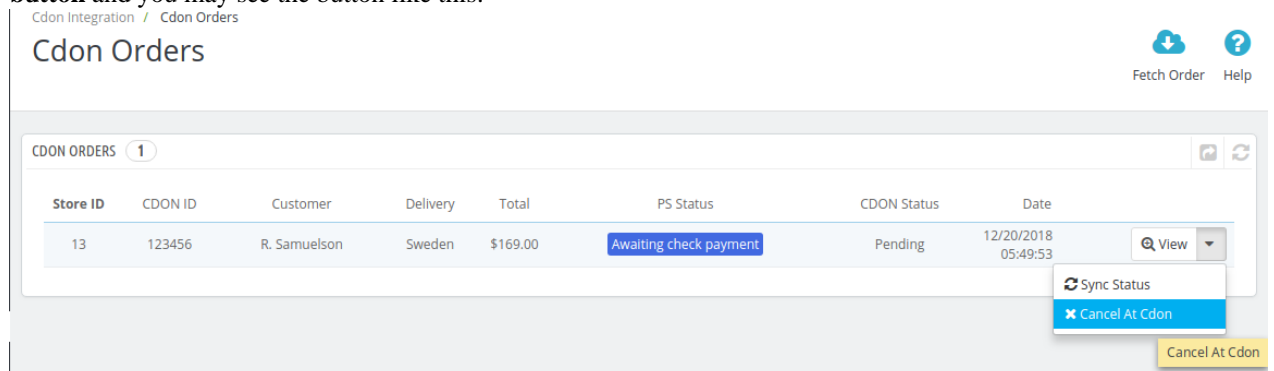 button and you may see the button like this:
Cdon Integration / Cdon Orders
Cdon Orders
Fetch Order Help
CDON ORDERS 1
Store ID CDON ID Customer Delivery Total PS Status CDON Status Date
13 123456 R. Samuelson Sweden $169.00 Awaiting check payment Pending 12/20/2018 View
05:49:53
Sync Status
Cancel At Cdon
Cancel At Cdon